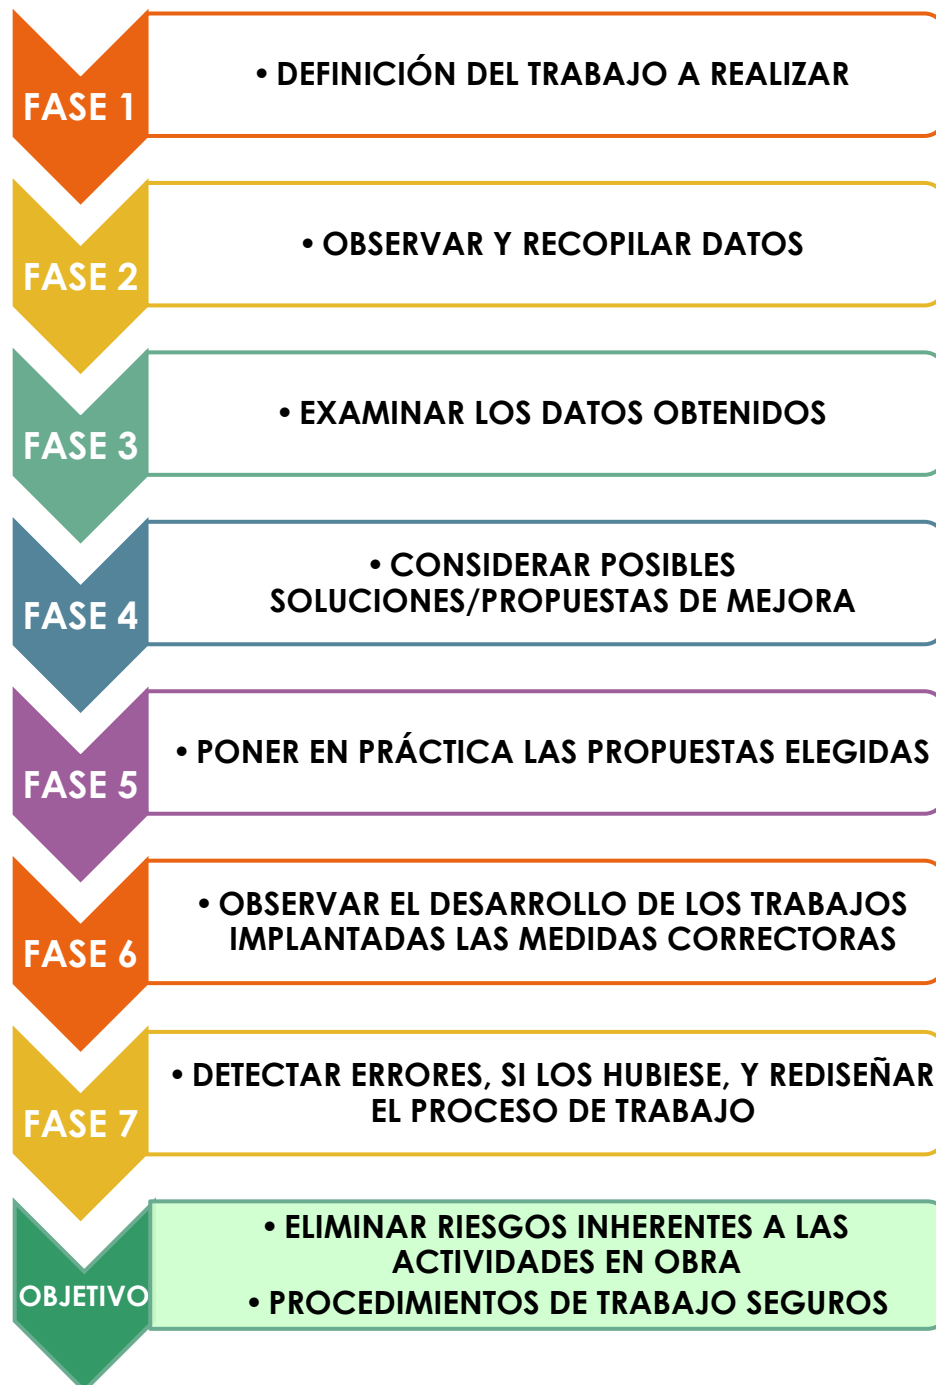 FASE 1
• DEFINICIÓN DEL TRABAJO A REALIZAR
FASE 2
• OBSERVAR Y RECOPILAR DATOS
FASE 3
• EXAMINAR LOS DATOS OBTENIDOS
FASE 4
• CONSIDERAR POSIBLES
SOLUCIONES/PROPUESTAS DE MEJORA
FASE 5
• PONER EN PRÁCTICA LAS PROPUESTAS ELEGIDAS
FASE 6
• OBSERVAR EL DESARROLLO DE LOS TRABAJOS
IMPLANTADAS LAS MEDIDAS CORRECTORAS
FASE 7
• DETECTAR ERRORES, SI LOS HUBIESE, Y REDISEÑAR
EL PROCESO DE TRABAJO
OBJETIVO
• ELIMINAR RIESGOS INHERENTES A LAS
ACTIVIDADES EN OBRA
• PROCEDIMIENTOS DE TRABAJO SEGUROS